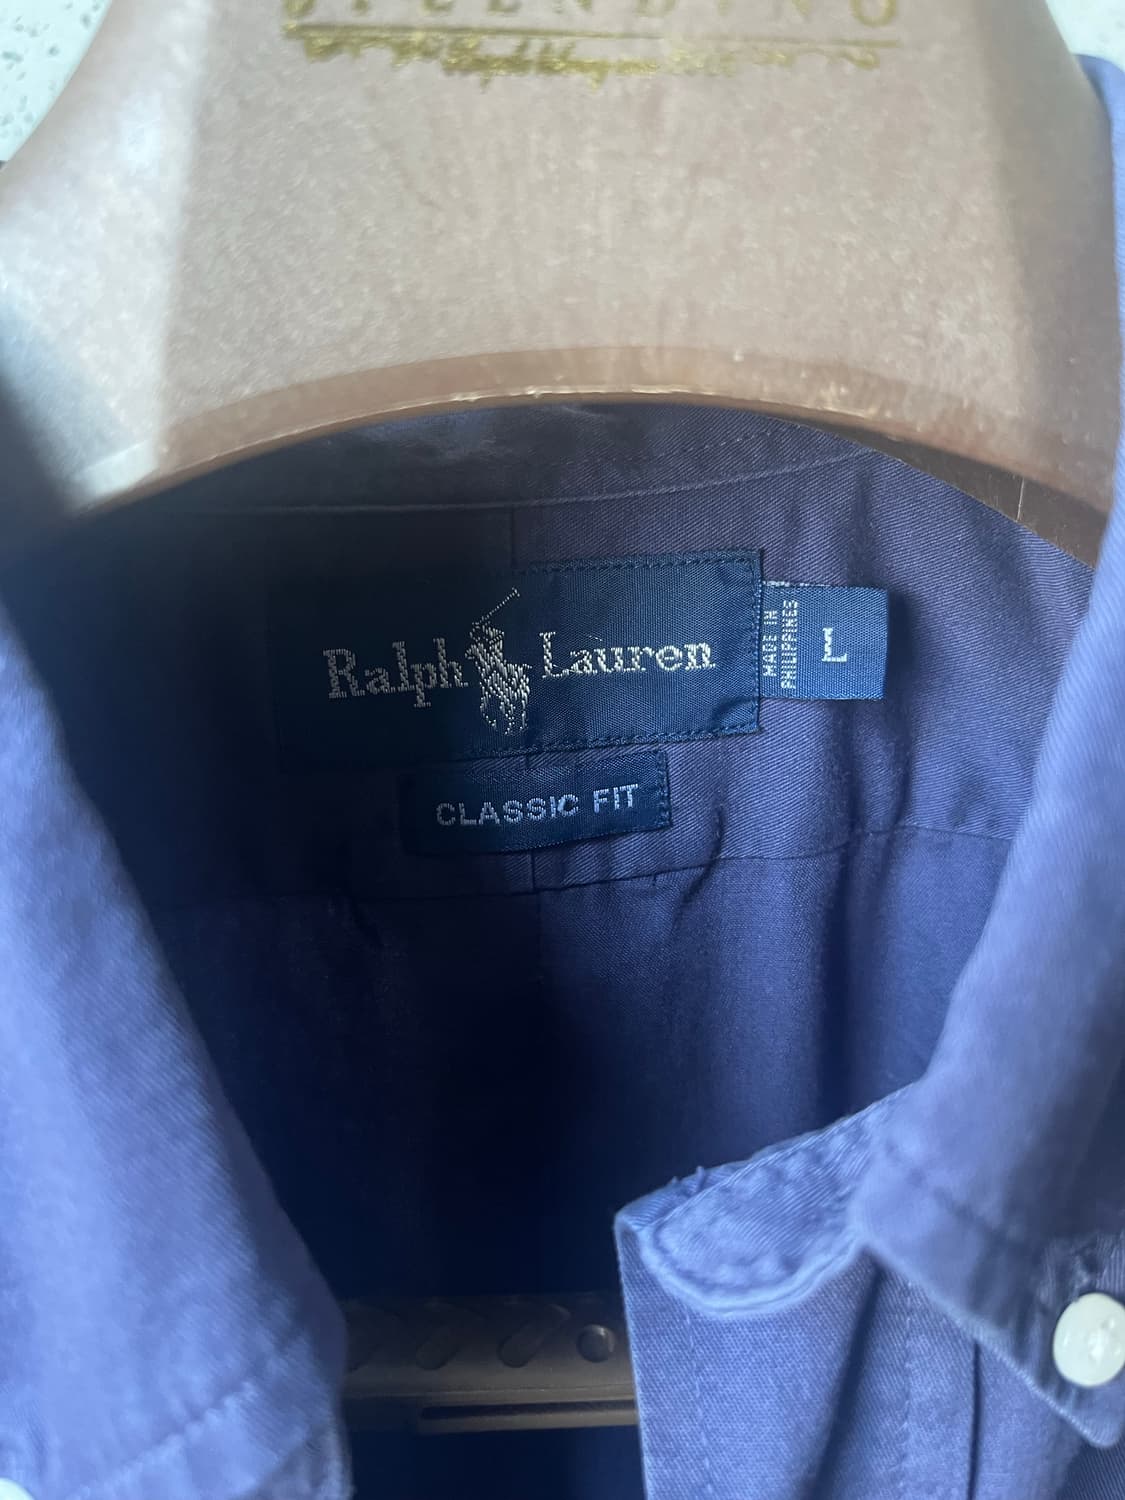 Ralph Lauren
MADE IN
PHILIPPINES
L
CLASSIC FIT